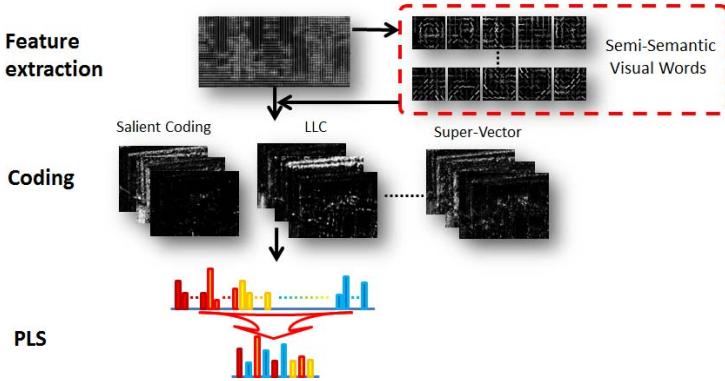 Feature
extraction
Semi-Semantic
Visual Words
Salient Coding
LLC
Super-Vector
Coding
PLS